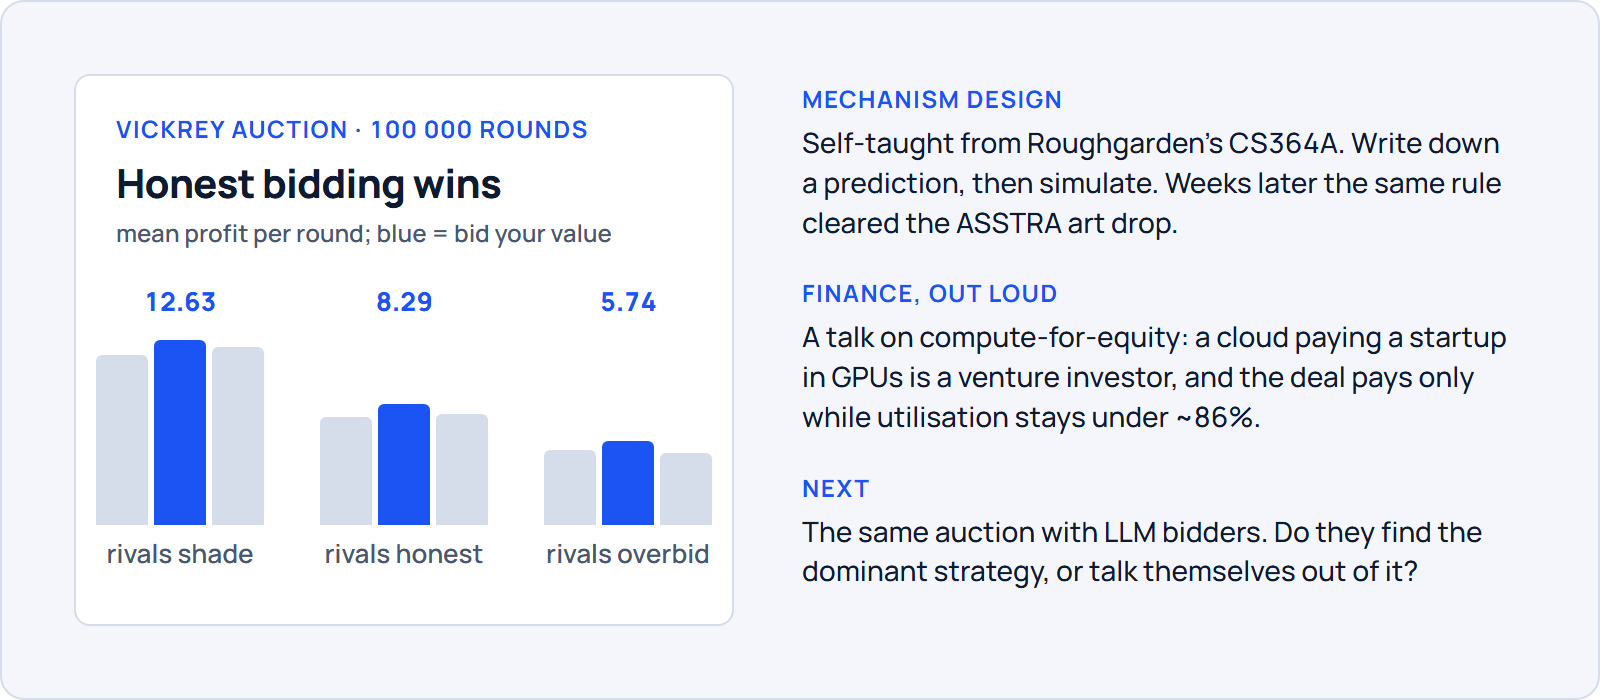 VICKREY AUCTION · 100 000 ROUNDS
Honest bidding wins
mean profit per round; blue = bid your value
12.63 8.29 5.74
rivals shade rivals honest rivals overbid
MECHANISM DESIGN
Self-taught from Roughgarden’s CS364A. Write down
a prediction, then simulate. Weeks later the same rule
cleared the ASSTRA art drop.
FINANCE, OUT LOUD
A talk on compute-for-equity: a cloud paying a startup
in GPUs is a venture investor, and the deal pays only
while utilisation stays under ~86%.
NEXT
The same auction with LLM bidders. Do they find the
dominant strategy, or talk themselves out of it?